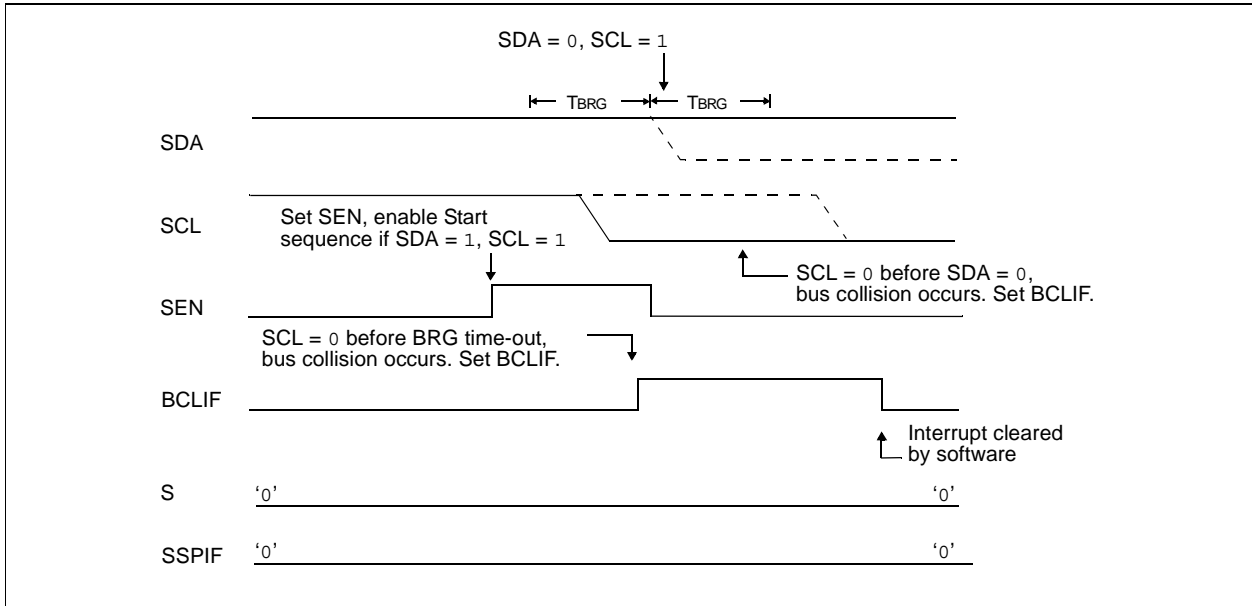 SDA = 0, SCL = 1
TBRG TBRG
SDA
SCL
Set SEN, enable Start
sequence if SDA = 1, SCL = 1
SCL = 0 before SDA = 0,
bus collision occurs. Set BCLIF.
SEN
SCL = 0 before BRG time-out,
bus collision occurs. Set BCLIF.
BCLIF
Interrupt cleared
by software
S
‘0’ ‘0’
SSPIF
‘0’ ‘0’